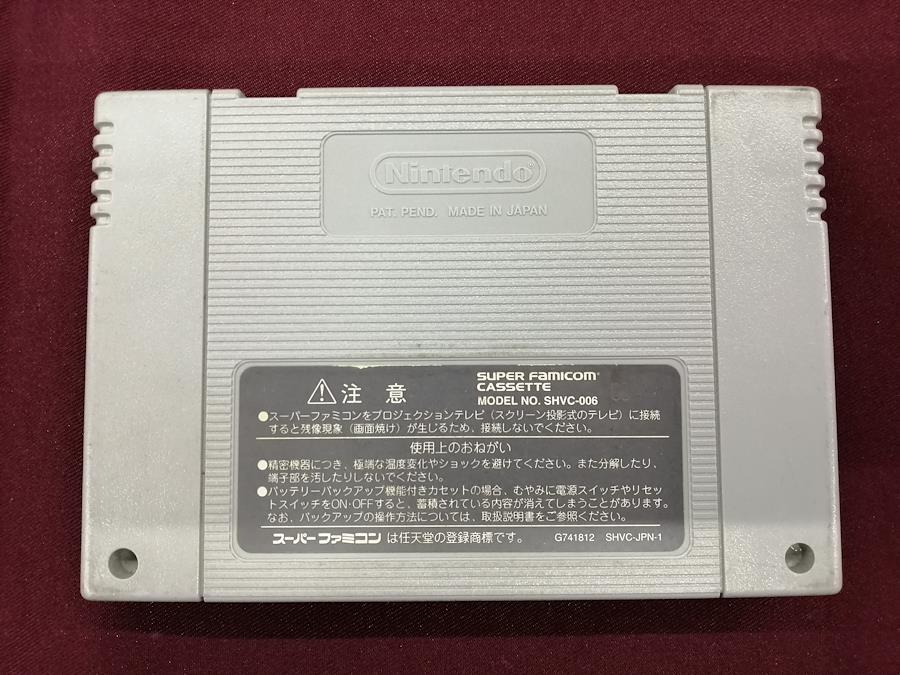 Nintendo
PAT. PEND. MADE IN JAPAN
⚠注 意
SUPER FAMICOM
CASSETTE
MODEL NO. SHVC-006
●スーパーファミコンをプロジェクションテレビ（スクリーン投影式のテレビ）に接続
すると残像現象（画面焼け）が生じるため、接続しないでください。
使用上のおねがい
●精密機器につき、極端な温度変化やショックを避けてください。また分解したり、
端子部を汚したりしないでください。
●バッテリーバックアップ機能付きカセットの場合、むやみに電源スイッチやリセッ
トスイッチをON・OFFすると、蓄積されている内容が消えてしまうことがあります。
なお、バックアップの操作方法については、取扱説明書をご参照ください。
スーパーファミコンは任天堂の登録商標です。 G741812 SHVC-JPN-1